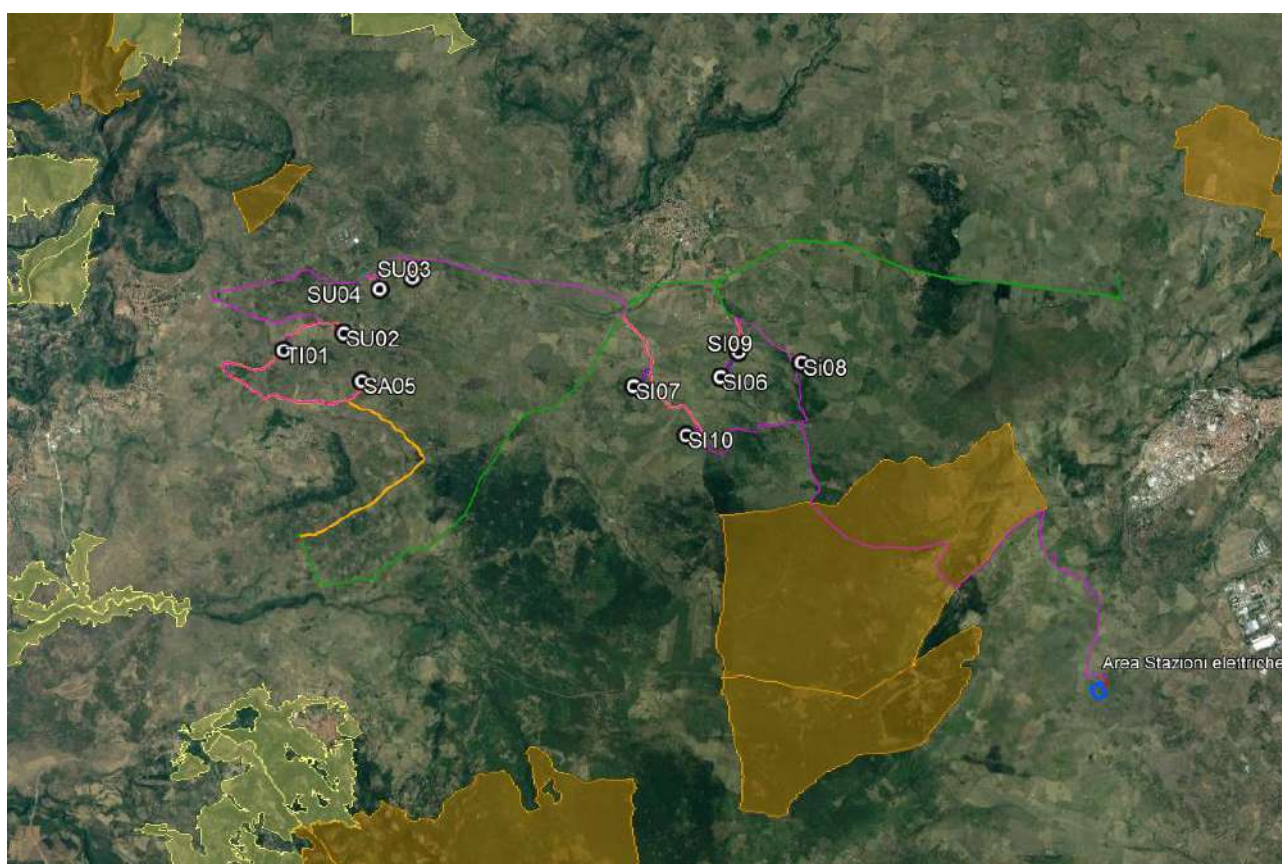 SU03
SU04
SU02
TI01
SA05
SI09
Si08
SI06
SI07
SI10
Area Stazioni elettriche